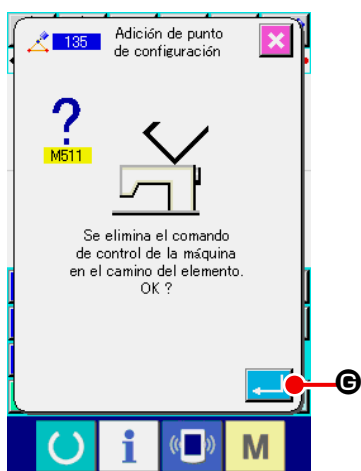 135
Adición de punto
de configuración
M511
Se elimina el comando
de control de la máquina
en el camino del elemento.
OK ?
G
i
M